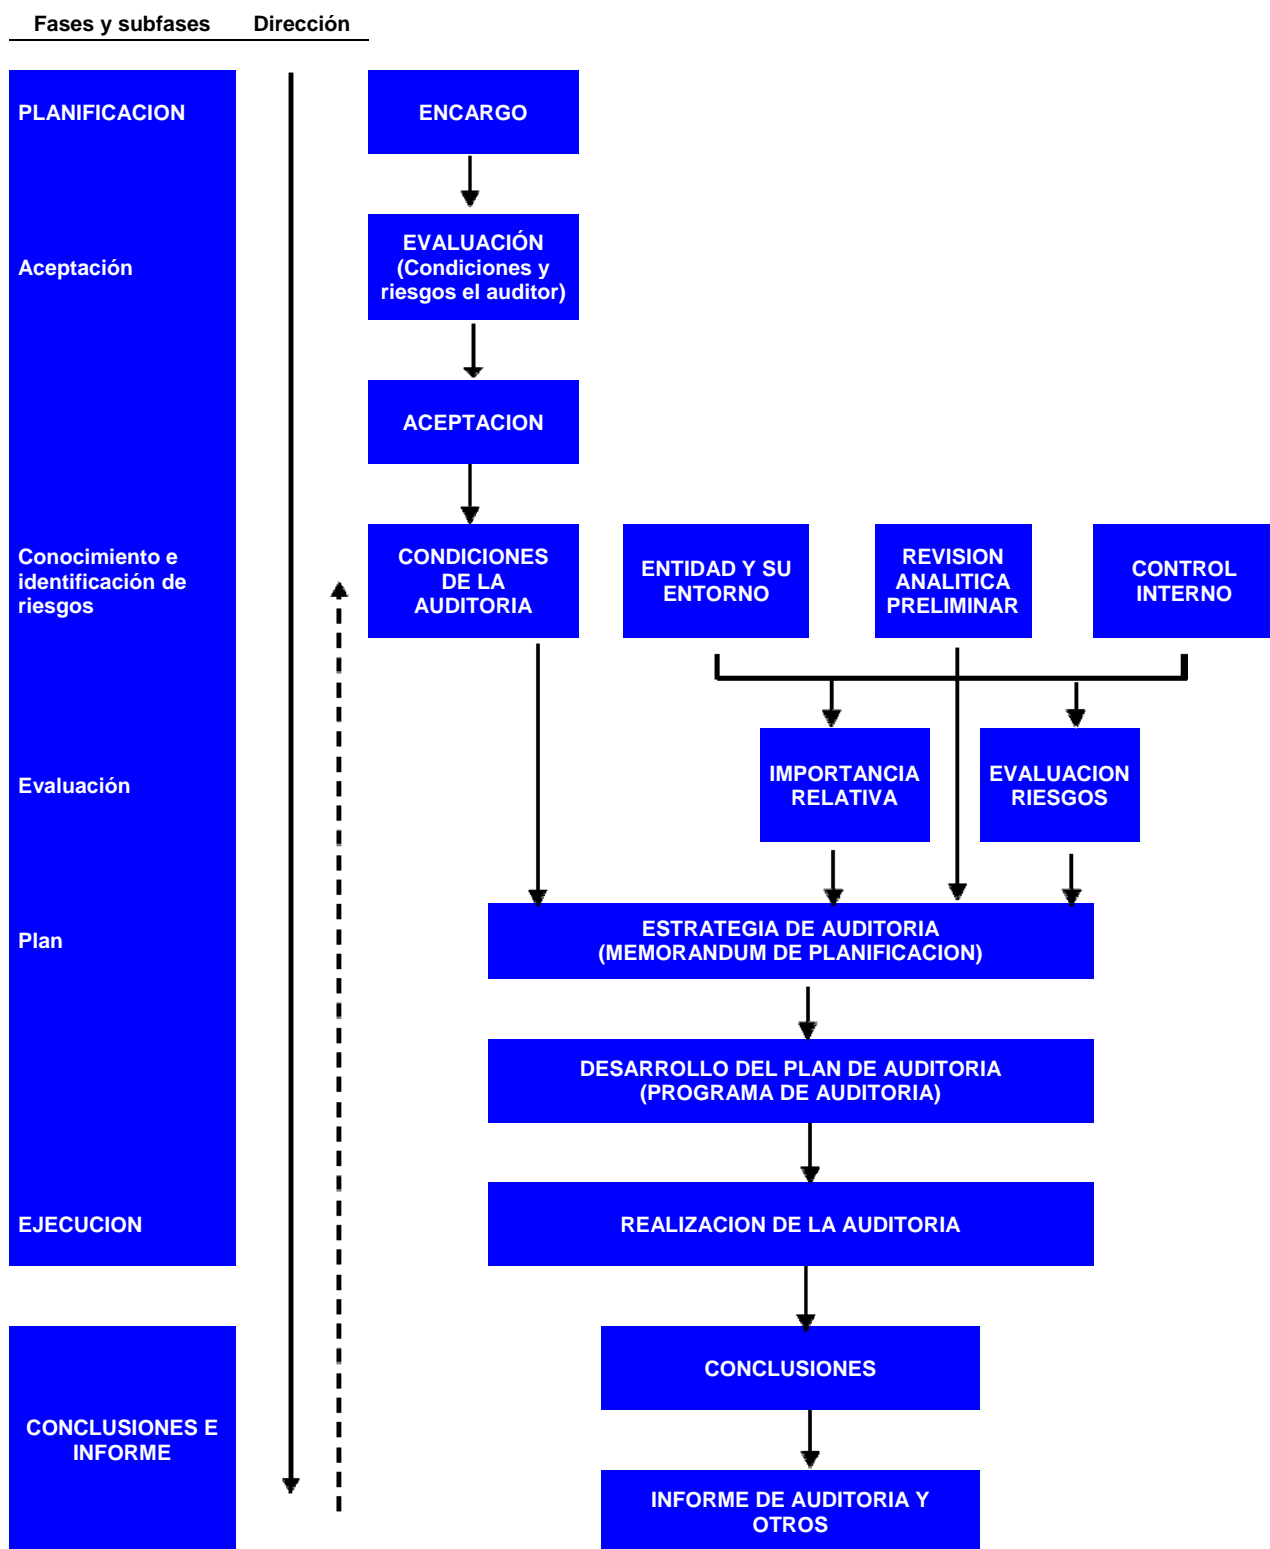 Fases y subfases Dirección
PLANIFICACION
ENCARGO
Aceptación
EVALUACIÓN
(Condiciones y
riesgos el auditor)
ACEPTACION
Conocimiento e
identificación de
riesgos
CONDICIONES
DE LA
AUDITORIA
ENTIDAD Y SU
ENTORNO
REVISION
ANALITICA
PRELIMINAR
CONTROL
INTERNO
Evaluación
IMPORTANCIA
RELATIVA
EVALUACION
RIESGOS
Plan
ESTRATEGIA DE AUDITORIA
(MEMORANDUM DE PLANIFICACION)
DESARROLLO DEL PLAN DE AUDITORIA
(PROGRAMA DE AUDITORIA)
EJECUCION
REALIZACION DE LA AUDITORIA
CONCLUSIONES E
INFORME
CONCLUSIONES
INFORME DE AUDITORIA Y
OTROS